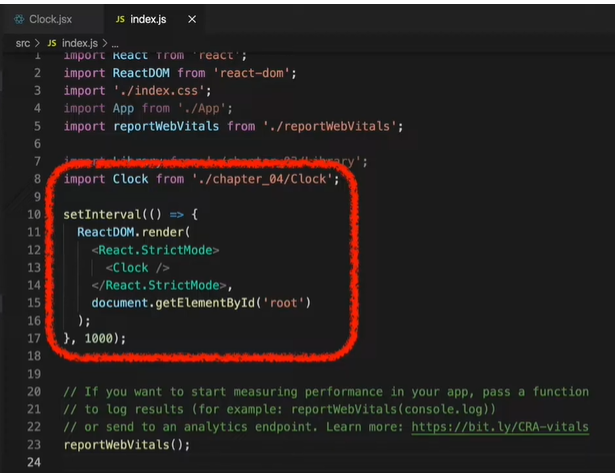 Clock.jsx
JS index.js ×
src > JS index.js > ...
1 import React from 'react';
2 import ReactDOM from 'react-dom';
3 import './index.css';
4 import App from './App';
5 import reportWebVitals from './reportWebVitals';
6
7 import Library from './chapter_03/Library';
8 import Clock from './chapter_04/Clock';
9
10 setInterval(() => {
11 ReactDOM.render(
12 <React.StrictMode>
13 <Clock />
14 </React.StrictMode>,
15 document.getElementById('root')
16 );
17 }, 1000);
18
19
20 // If you want to start measuring performance in your app, pass a function
21 // to log results (for example: reportWebVitals(console.log))
22 // or send to an analytics endpoint. Learn more: https://bit.ly/CRA-vitals
23 reportWebVitals();
24